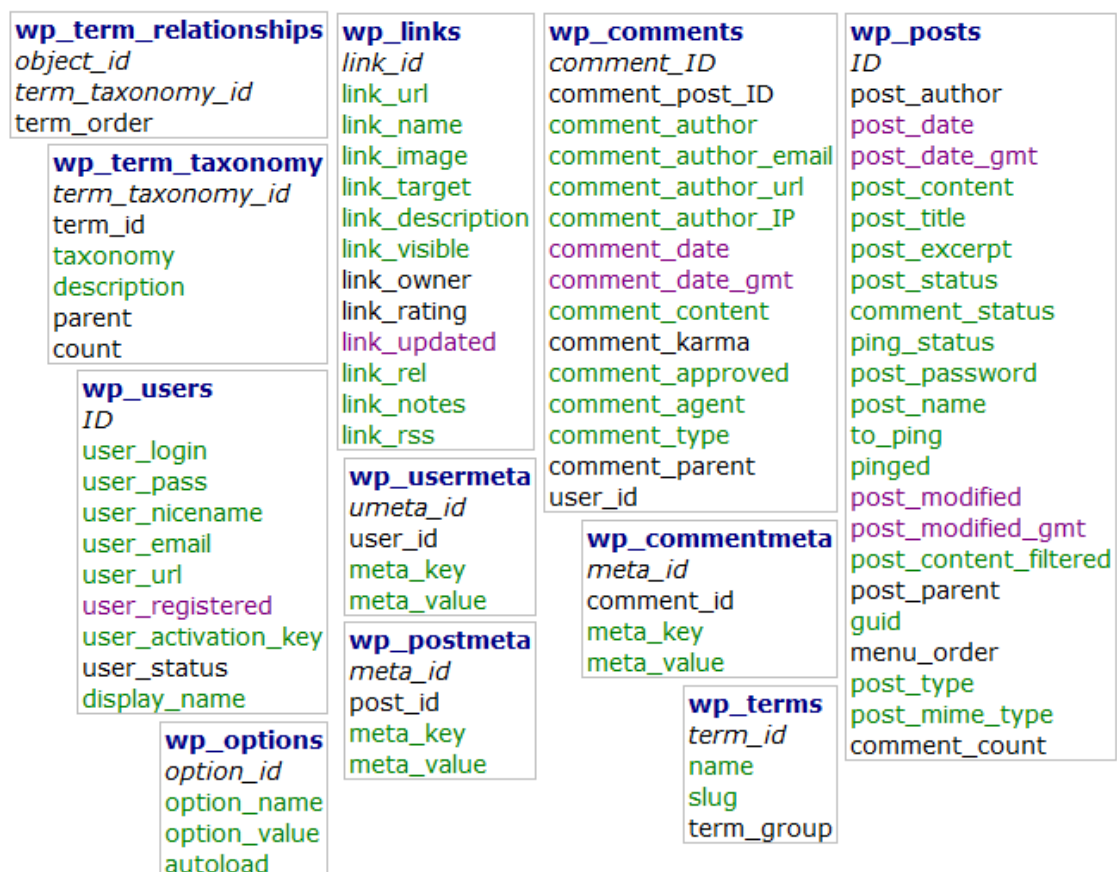 wp_term_relationships
object_id
term_taxonomy_id
term_order
wp_term_taxonomy
term_taxonomy_id
term_id
taxonomy
description
parent
count
wp_users
ID
user_login
user_pass
user_nicename
user_email
user_url
user_registered
user_activation_key
user_status
display_name
wp_options
option_id
option_name
option_value
autoload
wp_links
link_id
link_url
link_name
link_image
link_target
link_description
link_visible
link_owner
link_rating
link_updated
link_rel
link_notes
link_rss
wp_usermeta
umeta_id
user_id
meta_key
meta_value
wp_postmeta
meta_id
post_id
meta_key
meta_value
wp_comments
comment_ID
comment_post_ID
comment_author
comment_author_email
comment_author_url
comment_author_IP
comment_date
comment_date_gmt
comment_content
comment_karma
comment_approved
comment_agent
comment_type
comment_parent
user_id
wp_commentmeta
meta_id
comment_id
meta_key
meta_value
wp_terms
term_id
name
slug
term_group
wp_posts
ID
post_author
post_date
post_date_gmt
post_content
post_title
post_excerpt
post_status
comment_status
ping_status
post_password
post_name
to_ping
pinged
post_modified
post_modified_gmt
post_content_filtered
post_parent
guid
menu_order
post_type
post_mime_type
comment_count